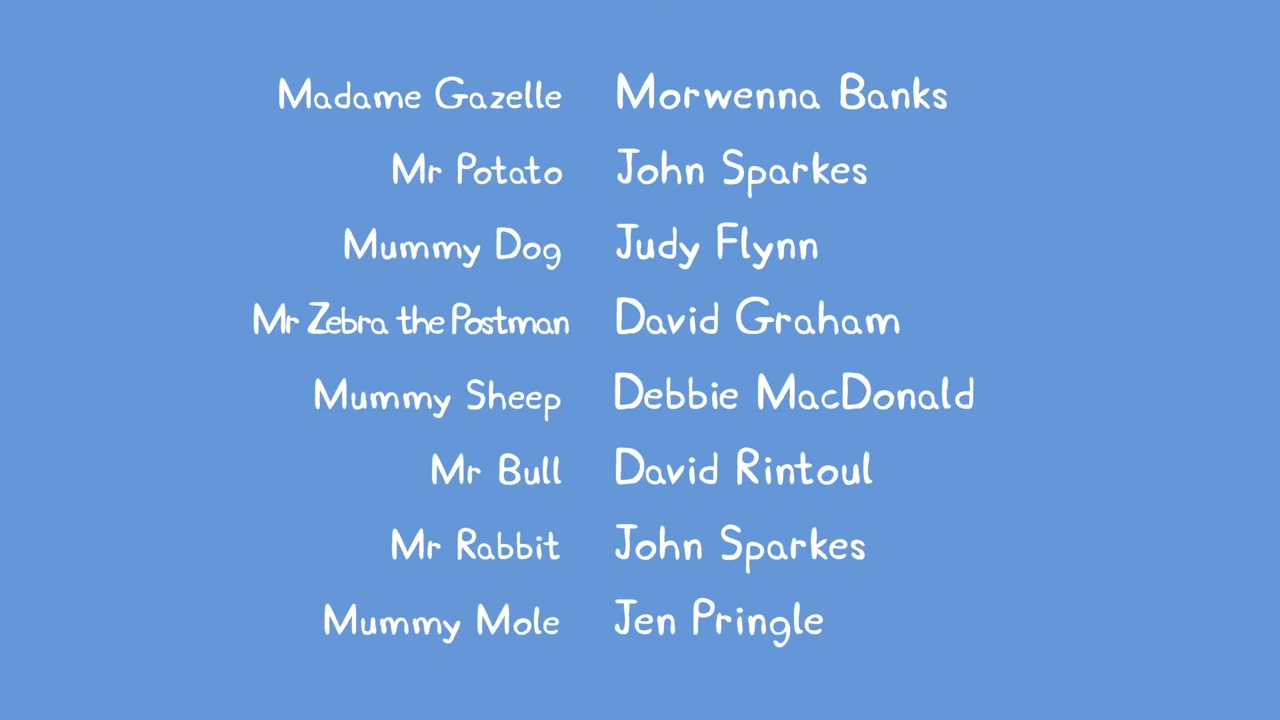 Madame Gazelle Morwenna Banks
Mr Potato John Sparkes
Mummy Dog Judy Flynn
Mr Zebra the Postman David Graham
Mummy Sheep Debbie MacDonald
Mr Bull David Rintoul
Mr Rabbit John Sparkes
Mummy Mole Jen Pringle